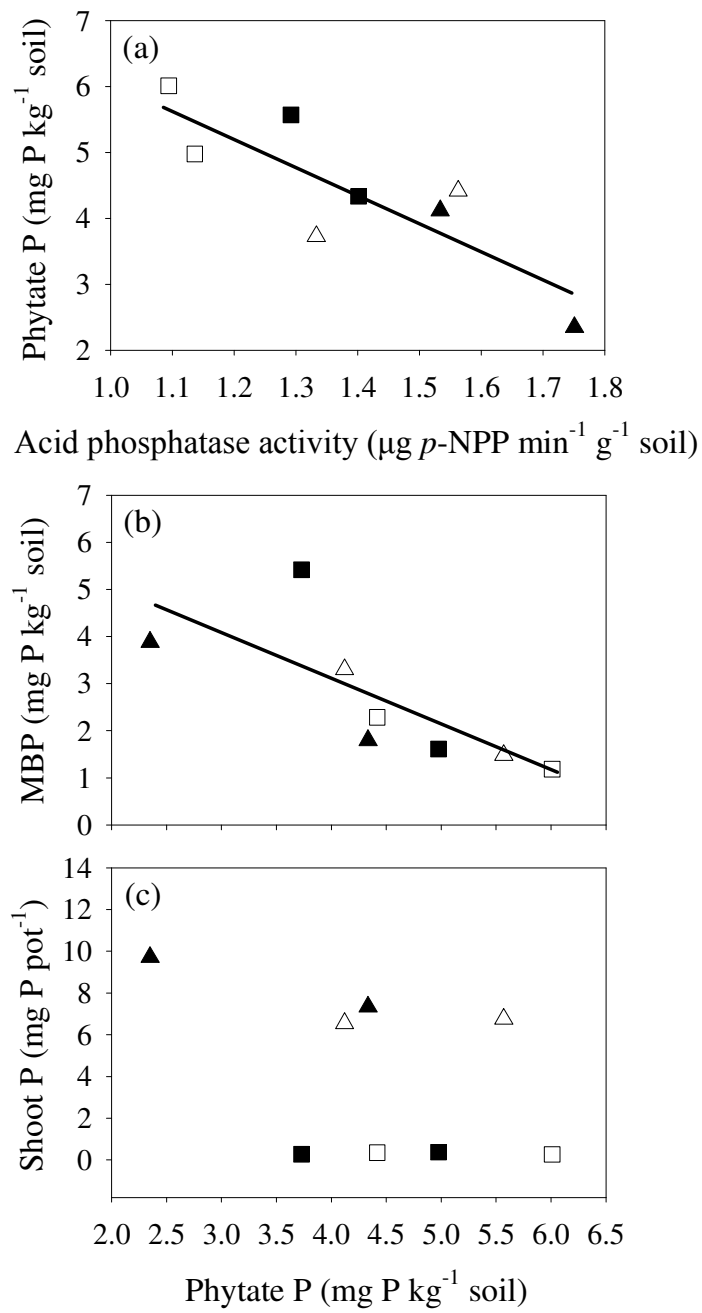 (a)
Phytate P (mg P kg⁻¹ soil)
7
6
5
4
3
2
1.0 1.1 1.2 1.3 1.4 1.5 1.6 1.7 1.8
Acid phosphatase activity (µg p-NPP min⁻¹ g⁻¹ soil)
(b)
MBP (mg P kg⁻¹ soil)
7
6
5
4
3
2
1
0
(c)
Shoot P (mg P pot⁻¹)
14
12
10
8
6
4
2
0
2.0 2.5 3.0 3.5 4.0 4.5 5.0 5.5 6.0 6.5
Phytate P (mg P kg⁻¹ soil)